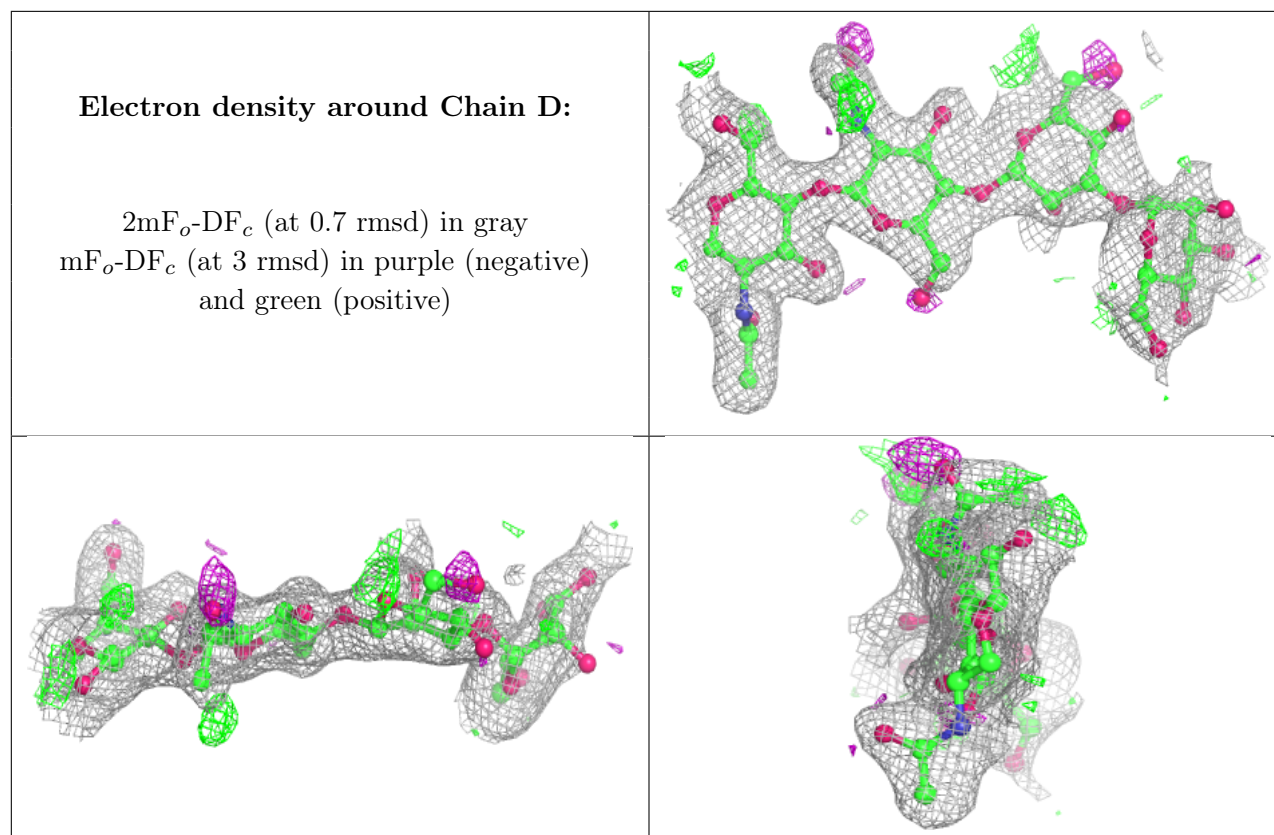 Electron density around Chain D:
2mFo-DFc (at 0.7 rmsd) in gray
mFo-DFc (at 3 rmsd) in purple (negative)
and green (positive)